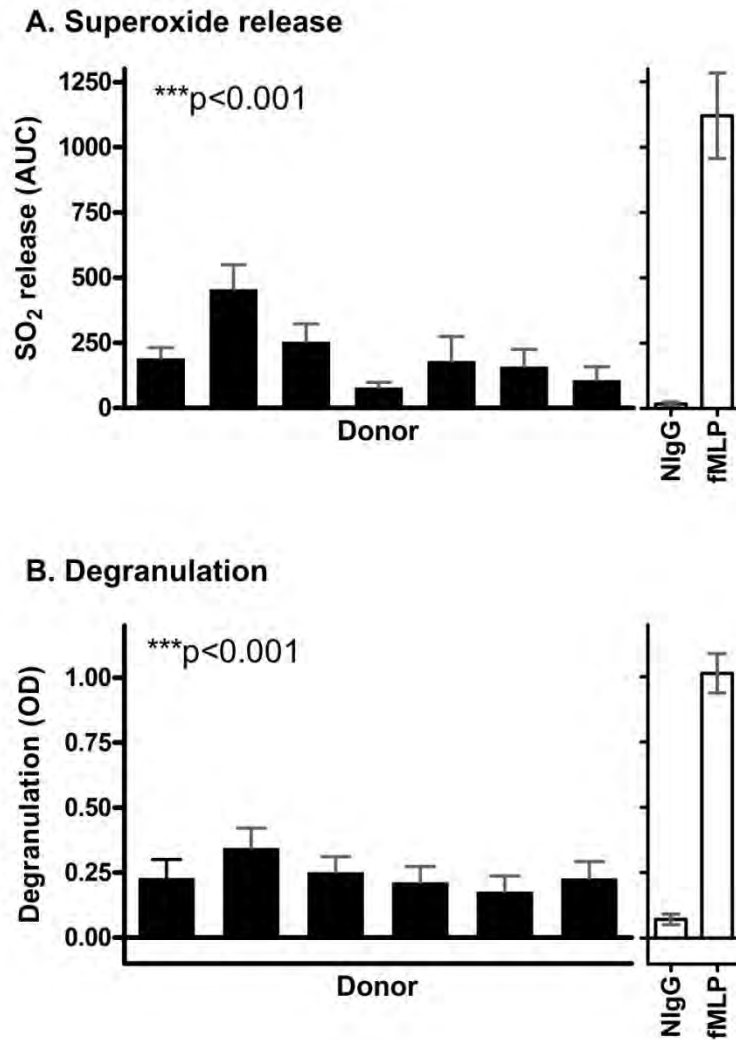 A. Superoxide release
***p<0.001
SO2 release (AUC)
1250
1000
750
500
250
0
Donor
NIgG
fMLP
B. Degranulation
***p<0.001
Degranulation (OD)
1.00
0.75
0.50
0.25
0.00
Donor
NIgG
fMLP